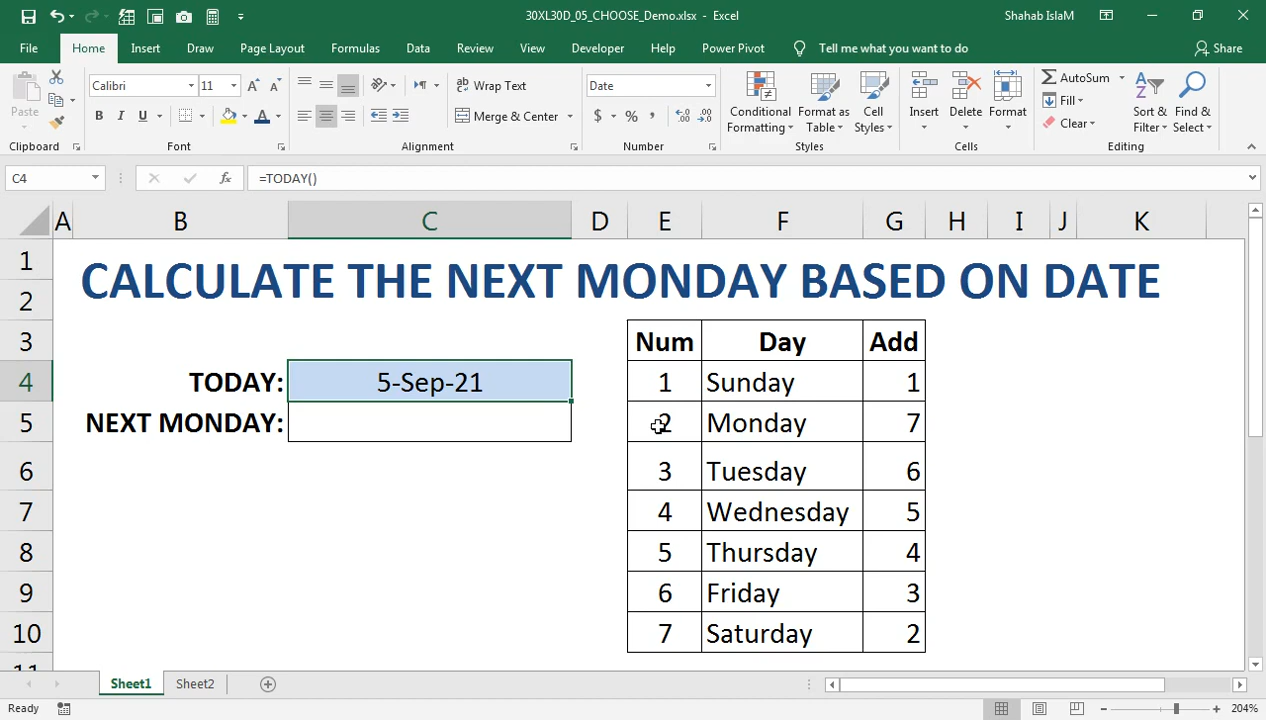 30XL30D_05_CHOOSE_Demo.xlsx - Excel
Shahab IslaM
File Home Insert Draw Page Layout Formulas Data Review View Developer Help Power Pivot Tell me what you want to do Share
Paste
Calibri 11
Wrap Text
Date
Conditional Formatting
Format as Table
Cell Styles
Insert
Delete
Format
AutoSum
Fill
Clear
Sort & Filter
Find & Select
B I U
Merge & Center
$ % ,
Clipboard Font Alignment Number Styles Cells Editing
C4 fx =TODAY()
A B C D E F G H I J K
1 CALCULATE THE NEXT MONDAY BASED ON DATE
2
3 Num Day Add
4 TODAY: 5-Sep-21 1 Sunday 1
5 NEXT MONDAY: 2 Monday 7
6 3 Tuesday 6
7 4 Wednesday 5
8 5 Thursday 4
9 6 Friday 3
10 7 Saturday 2
11
Sheet1 Sheet2
Ready 204%